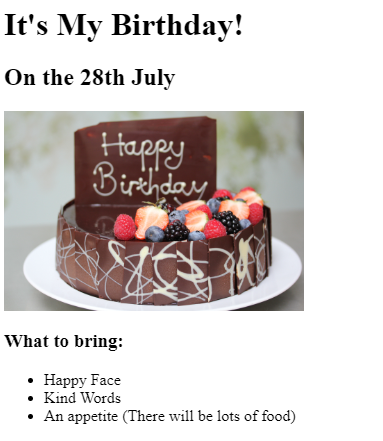 It's My Birthday!
On the 28th July
Happy
Birthday
What to bring:
Happy Face
Kind Words
An appetite (There will be lots of food)